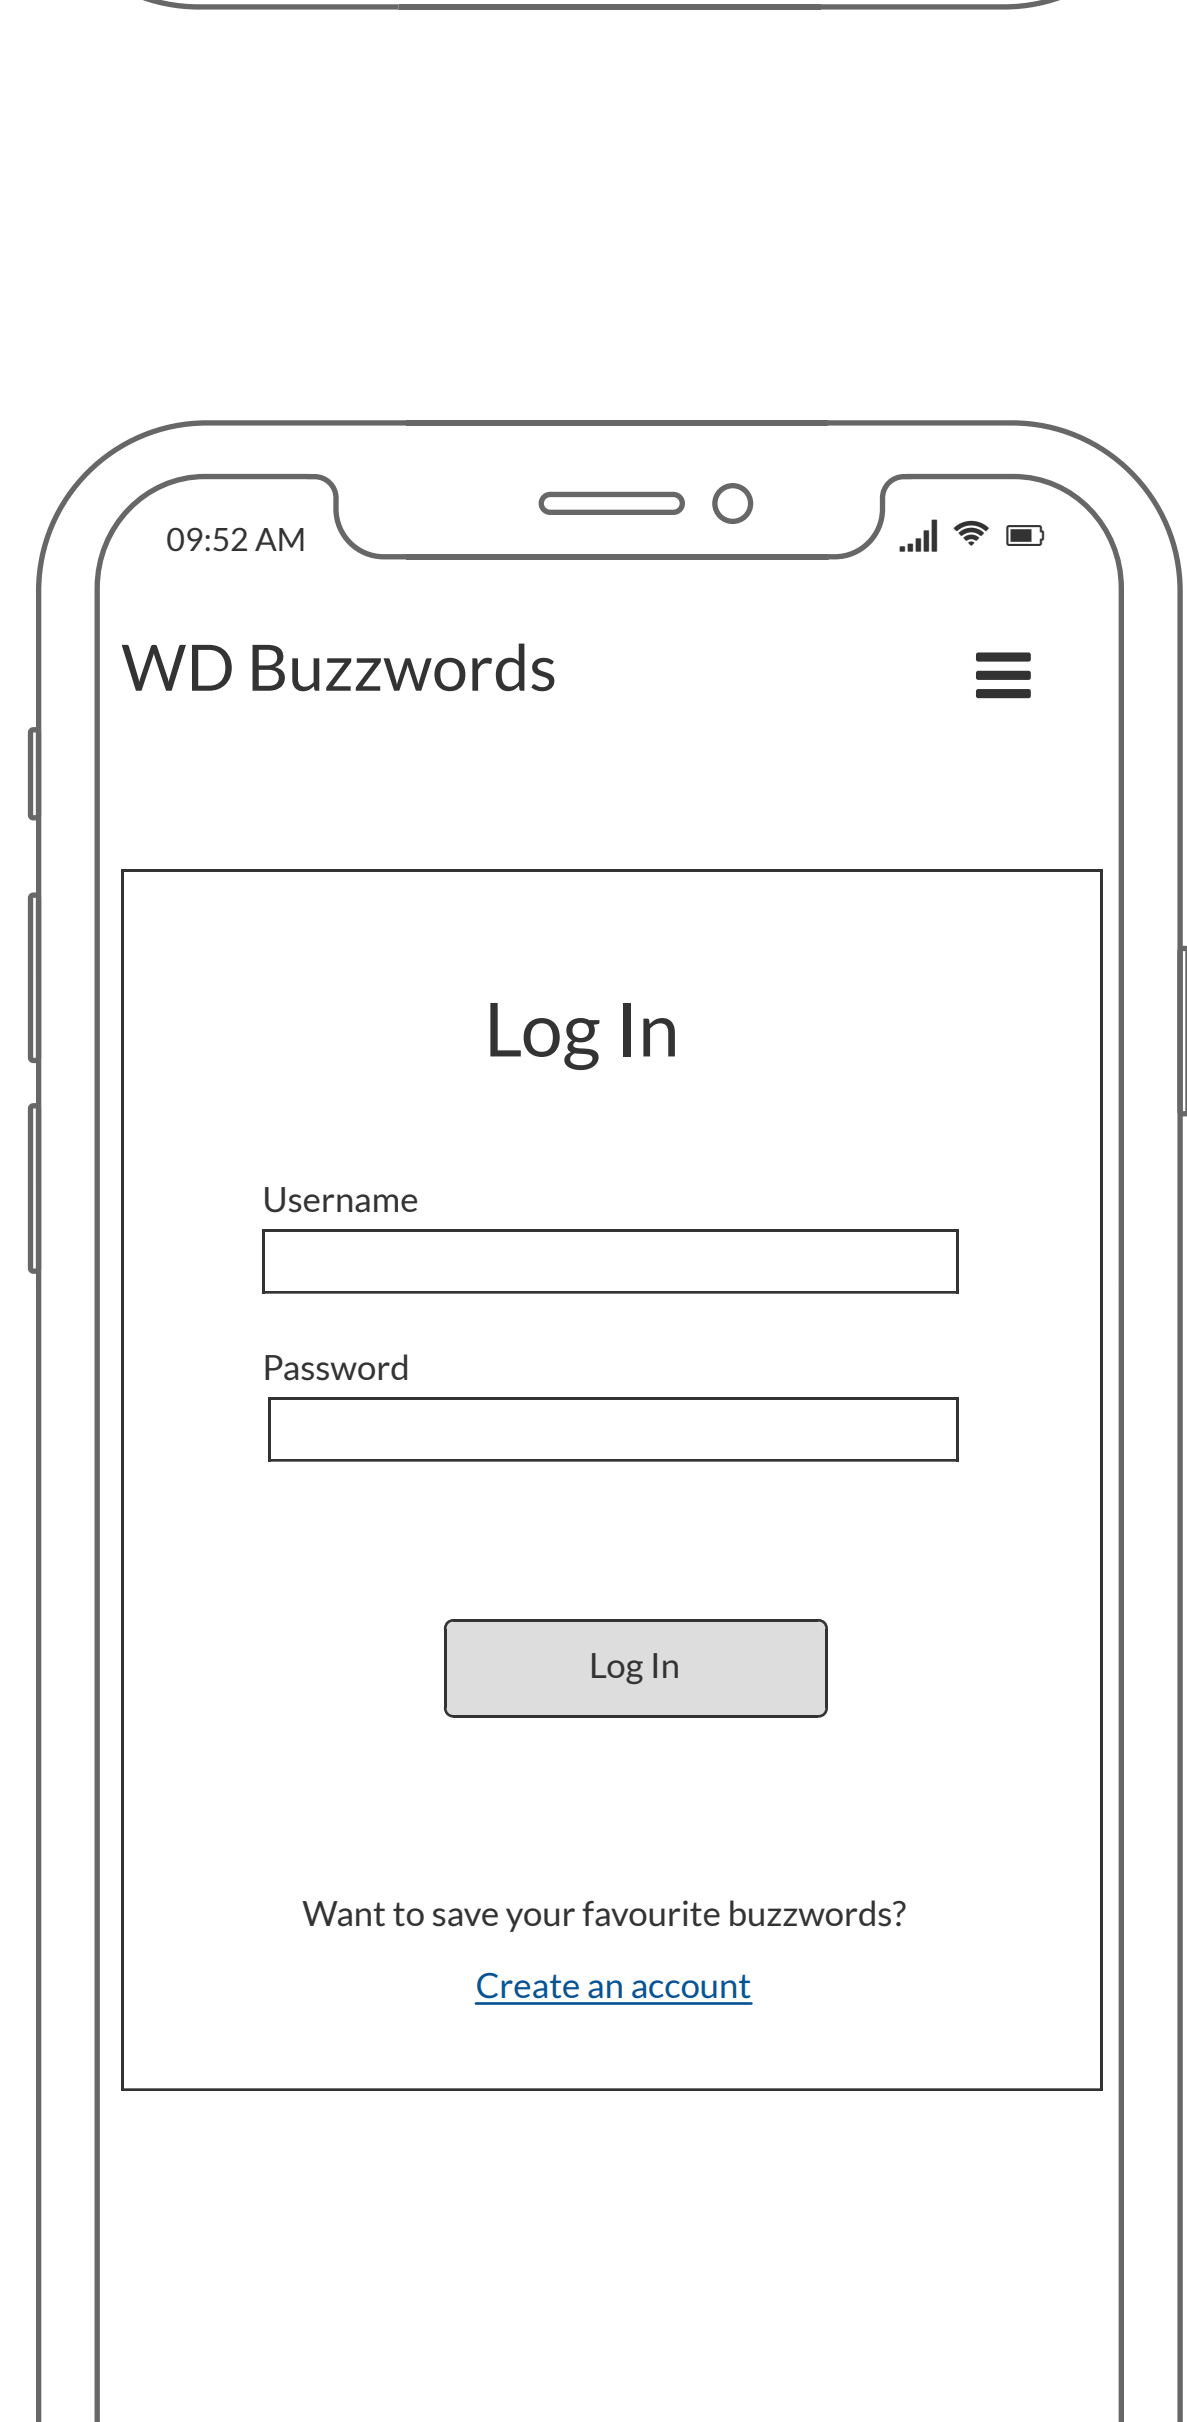 09:52 AM
WD Buzzwords
Log In
Username
Password
Log In
Want to save your favourite buzzwords?
Create an account